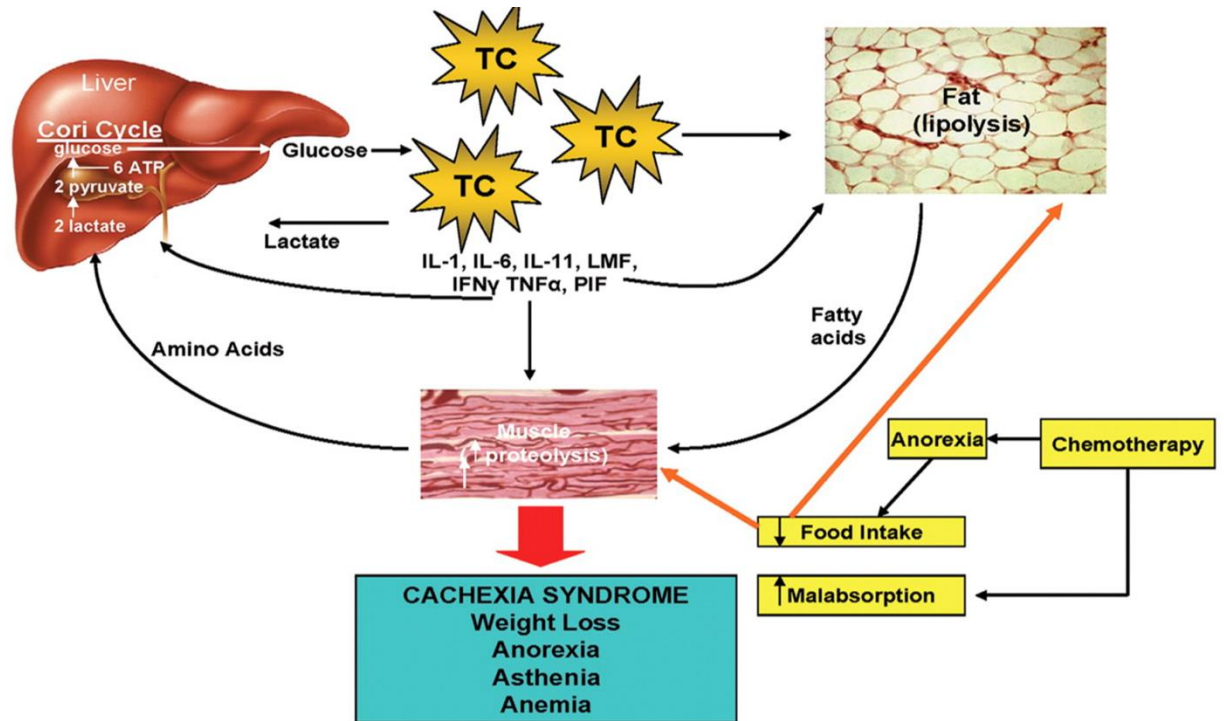 Liver
Cori Cycle
glucose
6 ATP
2 pyruvate
2 lactate
Glucose
TC
TC
TC
Lactate
IL-1, IL-6, IL-11, LMF,
IFNγ TNFα, PIF
Fat
(lipolysis)
Fatty
acids
Amino Acids
Muscle
proteolysis)
Anorexia
Chemotherapy
Food Intake
Malabsorption
CACHEXIA SYNDROME
Weight Loss
Anorexia
Asthenia
Anemia